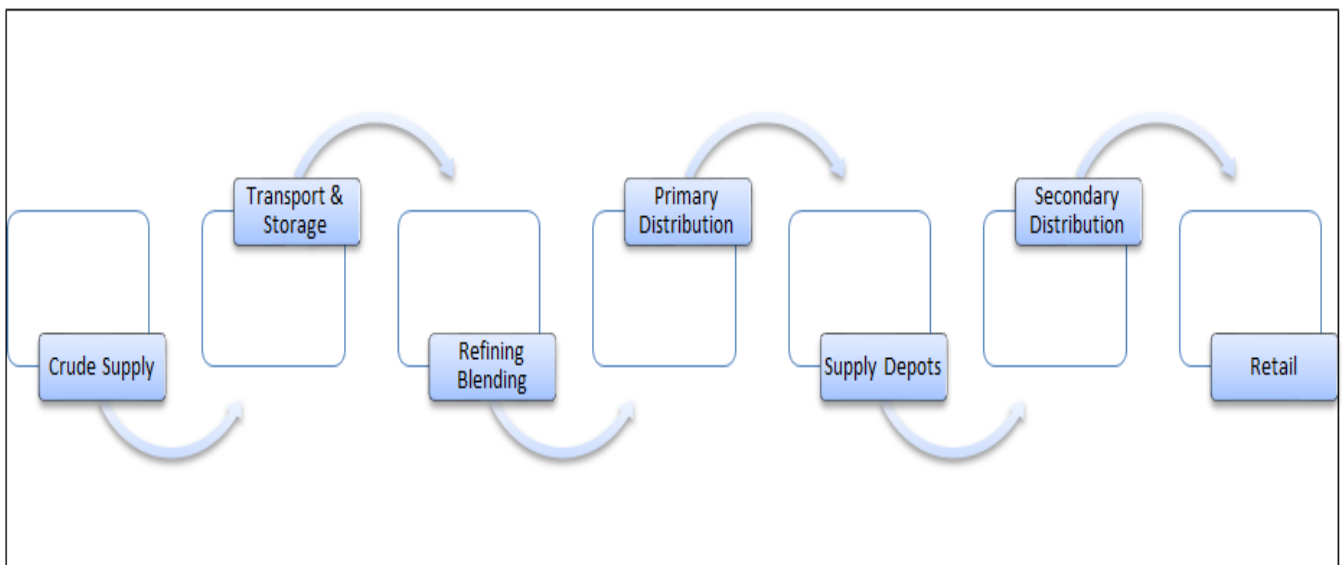 Crude Supply
Transport &
Storage
Refining
Blending
Primary
Distribution
Supply Depots
Secondary
Distribution
Retail